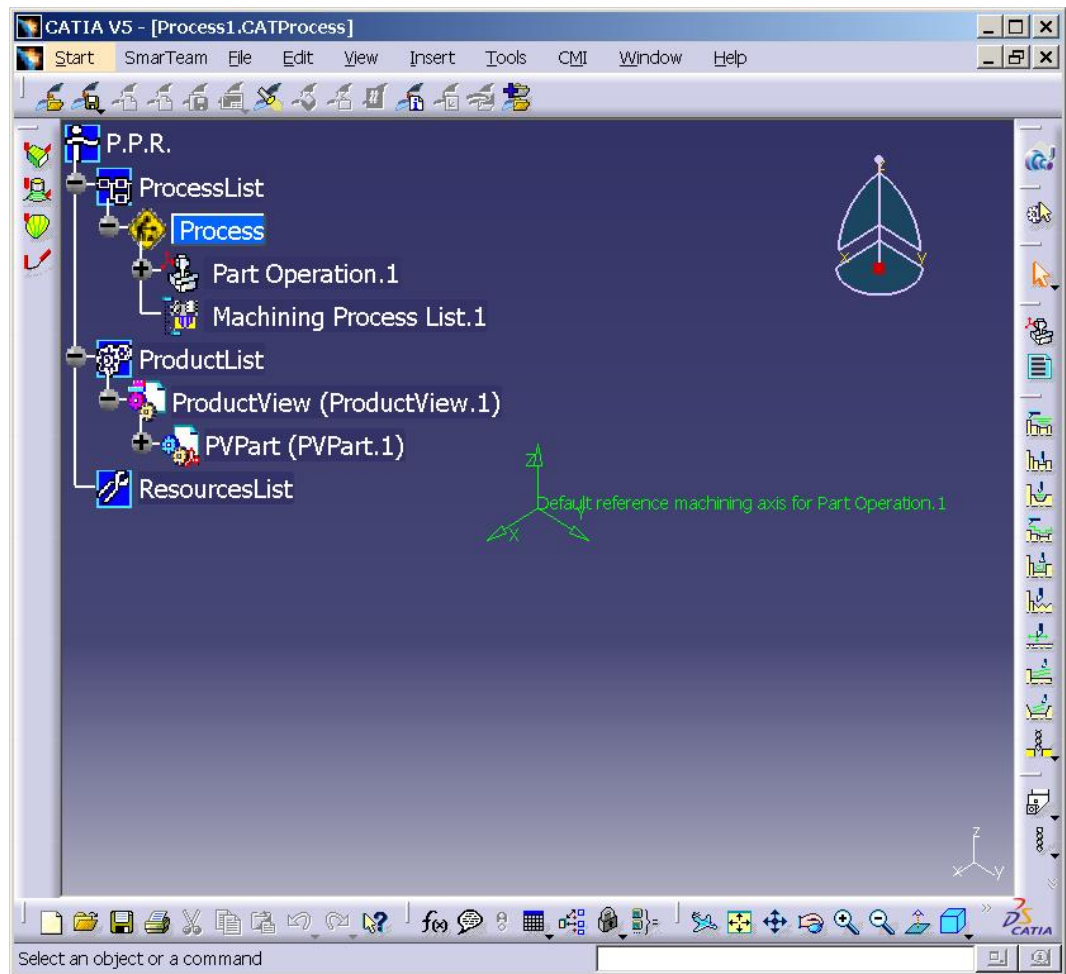 CATIA V5 - [Process1.CATProcess]
Start SmarTeam File Edit View Insert Tools CMI Window Help
P.P.R.
ProcessList
Process
Part Operation.1
Machining Process List.1
ProductList
ProductView (ProductView.1)
PVPart (PVPart.1)
ResourcesList
z
x y
z
Default reference machining axis for Part Operation.1
y
x
z
x y
f(x)
DS CATIA
Select an object or a command